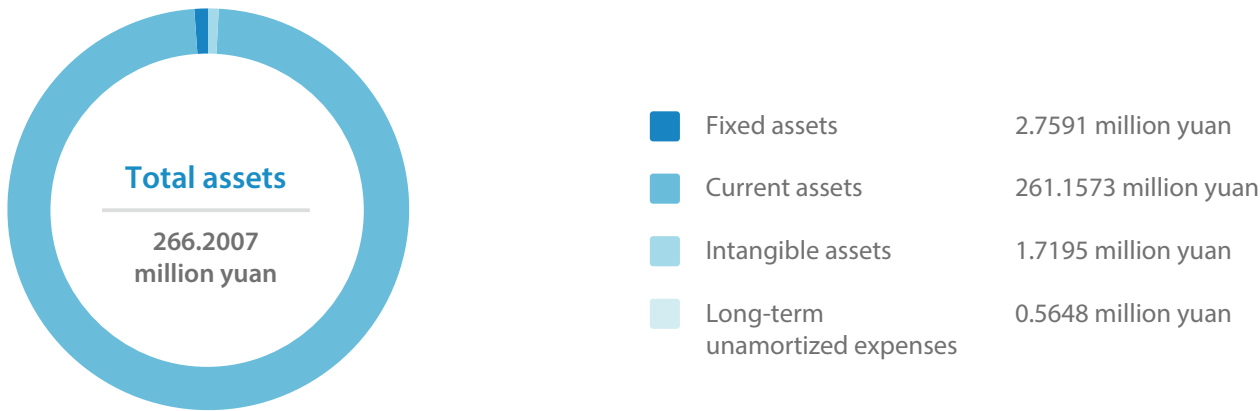 Total assets
266.2007
million yuan
Fixed assets 2.7591 million yuan
Current assets 261.1573 million yuan
Intangible assets 1.7195 million yuan
Long-term 0.5648 million yuan
unamortized expenses